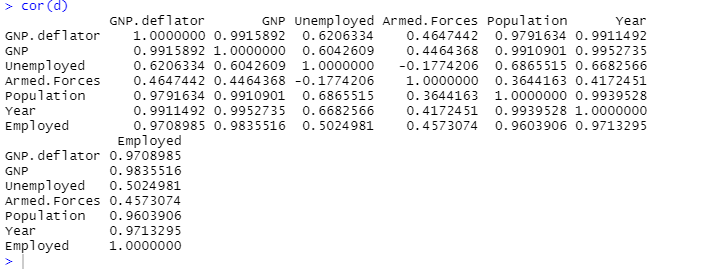 > cor(d)
             GNP.deflator       GNP Unemployed Armed.Forces Population      Year
GNP.deflator    1.0000000 0.9915892  0.6206334    0.4647442  0.9791634 0.9911492
GNP             0.9915892 1.0000000  0.6042609    0.4464368  0.9910901 0.9952735
Unemployed      0.6206334 0.6042609  1.0000000   -0.1774206  0.6865515 0.6682566
Armed.Forces    0.4647442 0.4464368 -0.1774206    1.0000000  0.3644163 0.4172451
Population      0.9791634 0.9910901  0.6865515    0.3644163  1.0000000 0.9939528
Year            0.9911492 0.9952735  0.6682566    0.4172451  0.9939528 1.0000000
Employed        0.9708985 0.9835516  0.5024981    0.4573074  0.9603906 0.9713295
              Employed
GNP.deflator 0.9708985
GNP          0.9835516
Unemployed   0.5024981
Armed.Forces 0.4573074
Population   0.9603906
Year         0.9713295
Employed     1.0000000
>